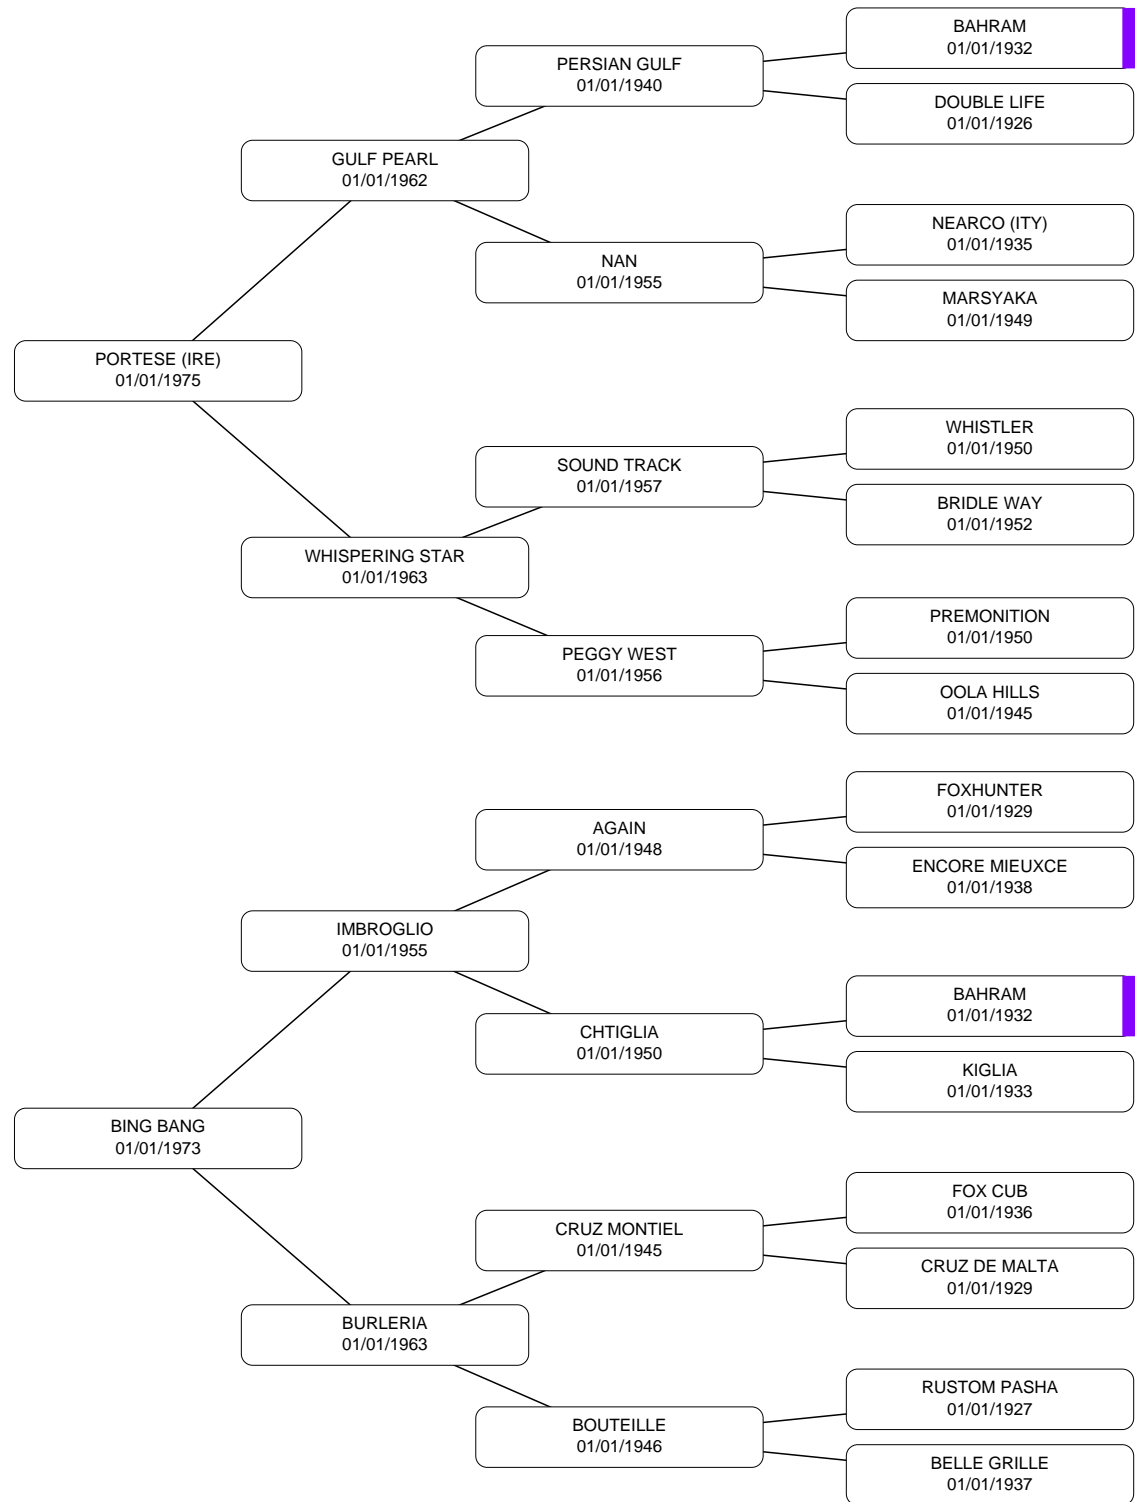 BAHRAM
01/01/1932
PERSIAN GULF
01/01/1940
DOUBLE LIFE
01/01/1926
GULF PEARL
01/01/1962
NEARCO (ITY)
01/01/1935
NAN
01/01/1955
MARSYAKA
01/01/1949
PORTESE (IRE)
01/01/1975
WHISTLER
01/01/1950
SOUND TRACK
01/01/1957
BRIDLE WAY
01/01/1952
WHISPERING STAR
01/01/1963
PREMONITION
01/01/1950
PEGGY WEST
01/01/1956
OOLA HILLS
01/01/1945
FOXHUNTER
01/01/1929
AGAIN
01/01/1948
ENCORE MIEUXCE
01/01/1938
IMBROGLIO
01/01/1955
BAHRAM
01/01/1932
CHTIGLIA
01/01/1950
KIGLIA
01/01/1933
BING BANG
01/01/1973
FOX CUB
01/01/1936
CRUZ MONTIEL
01/01/1945
CRUZ DE MALTA
01/01/1929
BURLERIA
01/01/1963
RUSTOM PASHA
01/01/1927
BOUTEILLE
01/01/1946
BELLE GRILLE
01/01/1937